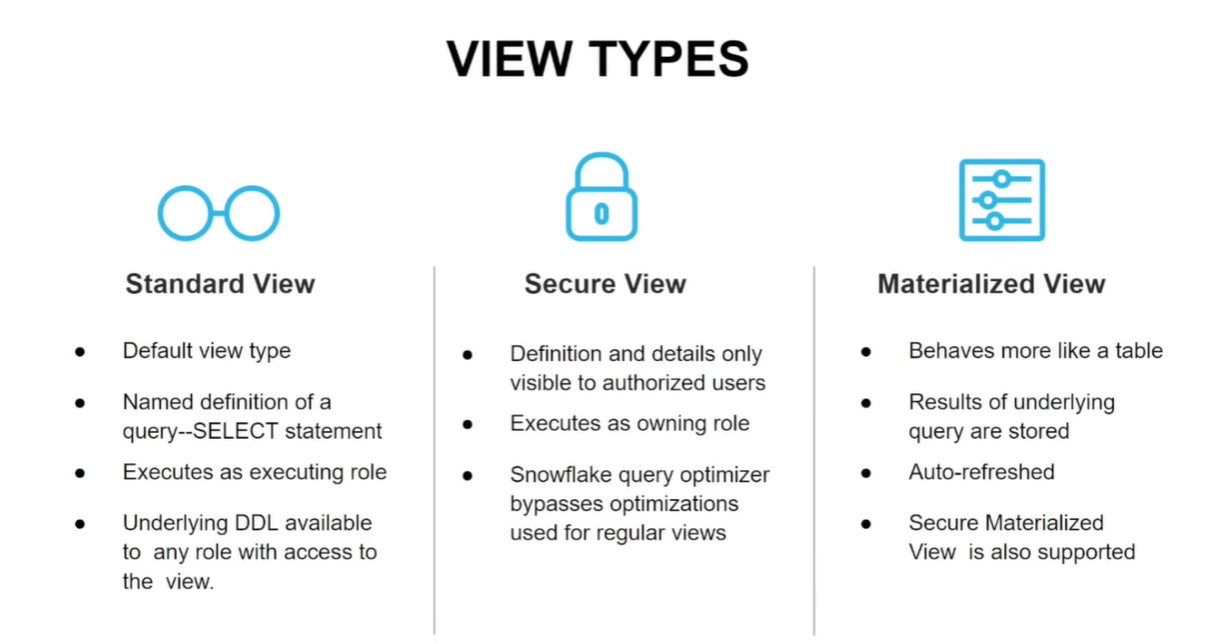 VIEW TYPES
Standard View
● Default view type
● Named definition of a
query--SELECT statement
● Executes as executing role
● Underlying DDL available
to any role with access to
the view.
Secure View
● Definition and details only
visible to authorized users
● Executes as owning role
● Snowflake query optimizer
bypasses optimizations
used for regular views
Materialized View
● Behaves more like a table
● Results of underlying
query are stored
● Auto-refreshed
● Secure Materialized
View is also supported